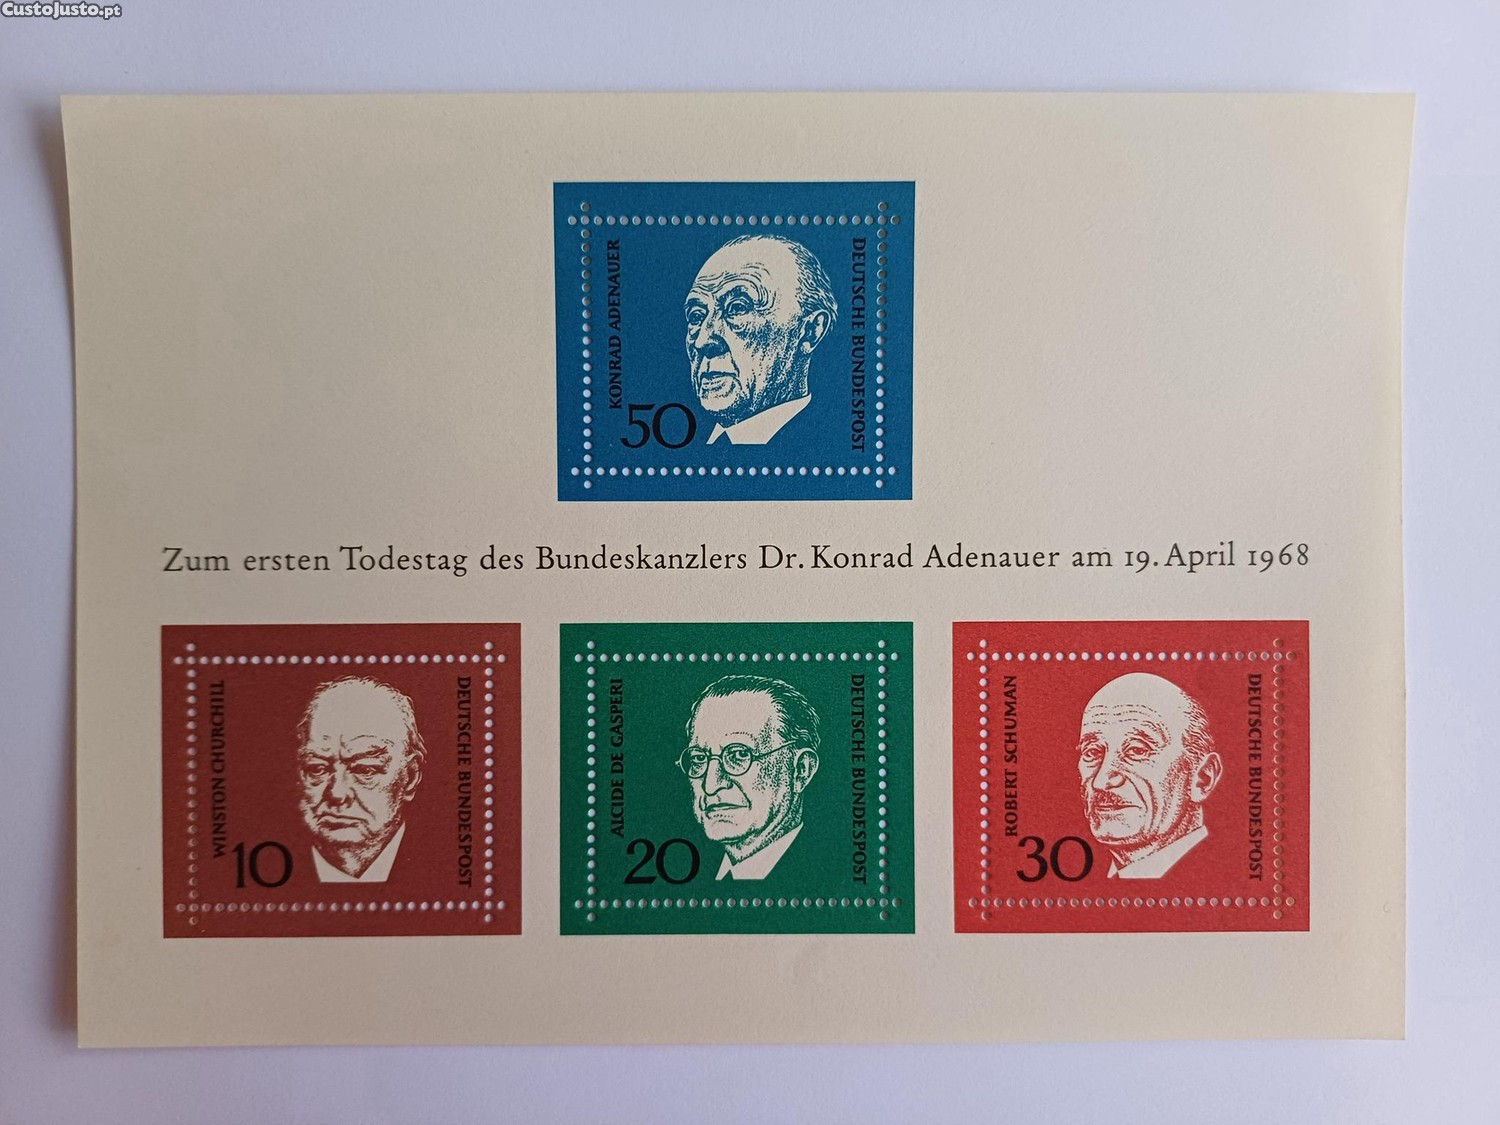 CustoJusto.pt
KONRAD ADENAUER
DEUTSCHE BUNDESPOST
50
Zum ersten Todestag des Bundeskanzlers Dr. Konrad Adenauer am 19. April 1968
WINSTON CHURCHILL
DEUTSCHE BUNDESPOST
10
ALCIDE DE GASPERI
DEUTSCHE BUNDESPOST
20
ROBERT SCHUMAN
DEUTSCHE BUNDESPOST
30